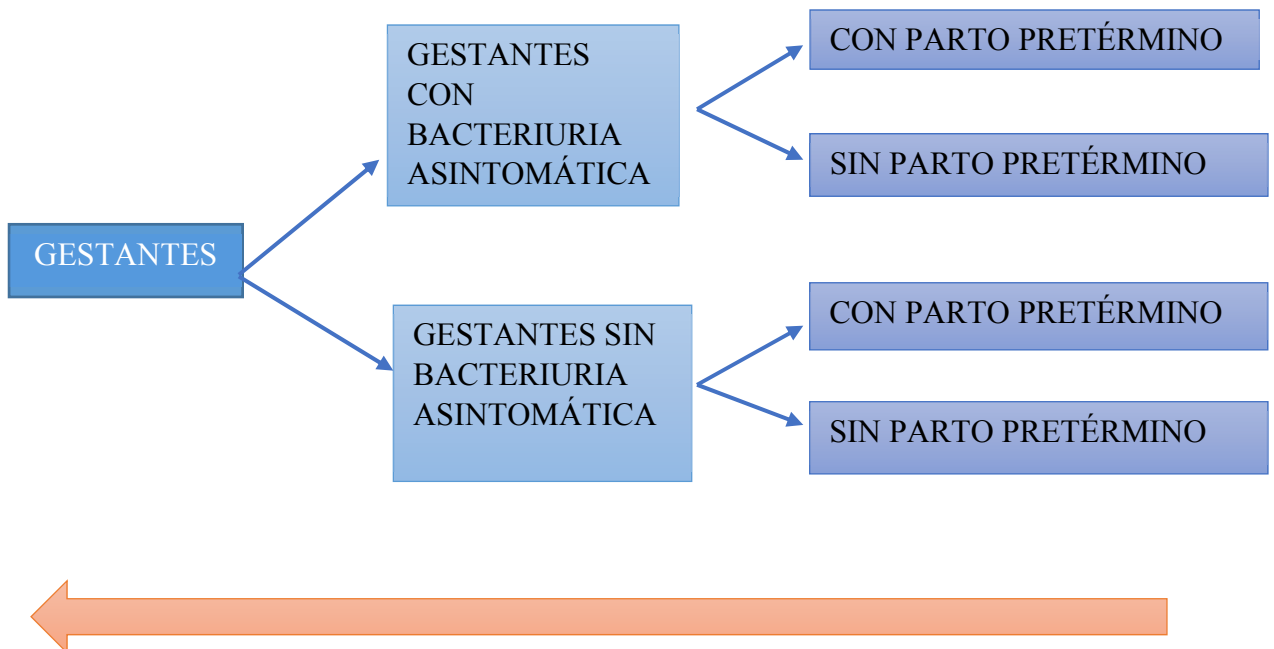 GESTANTES
GESTANTES
CON
BACTERIURIA
ASINTOMÁTICA
CON PARTO PRETÉRMINO
SIN PARTO PRETÉRMINO
GESTANTES SIN
BACTERIURIA
ASINTOMÁTICA
CON PARTO PRETÉRMINO
SIN PARTO PRETÉRMINO